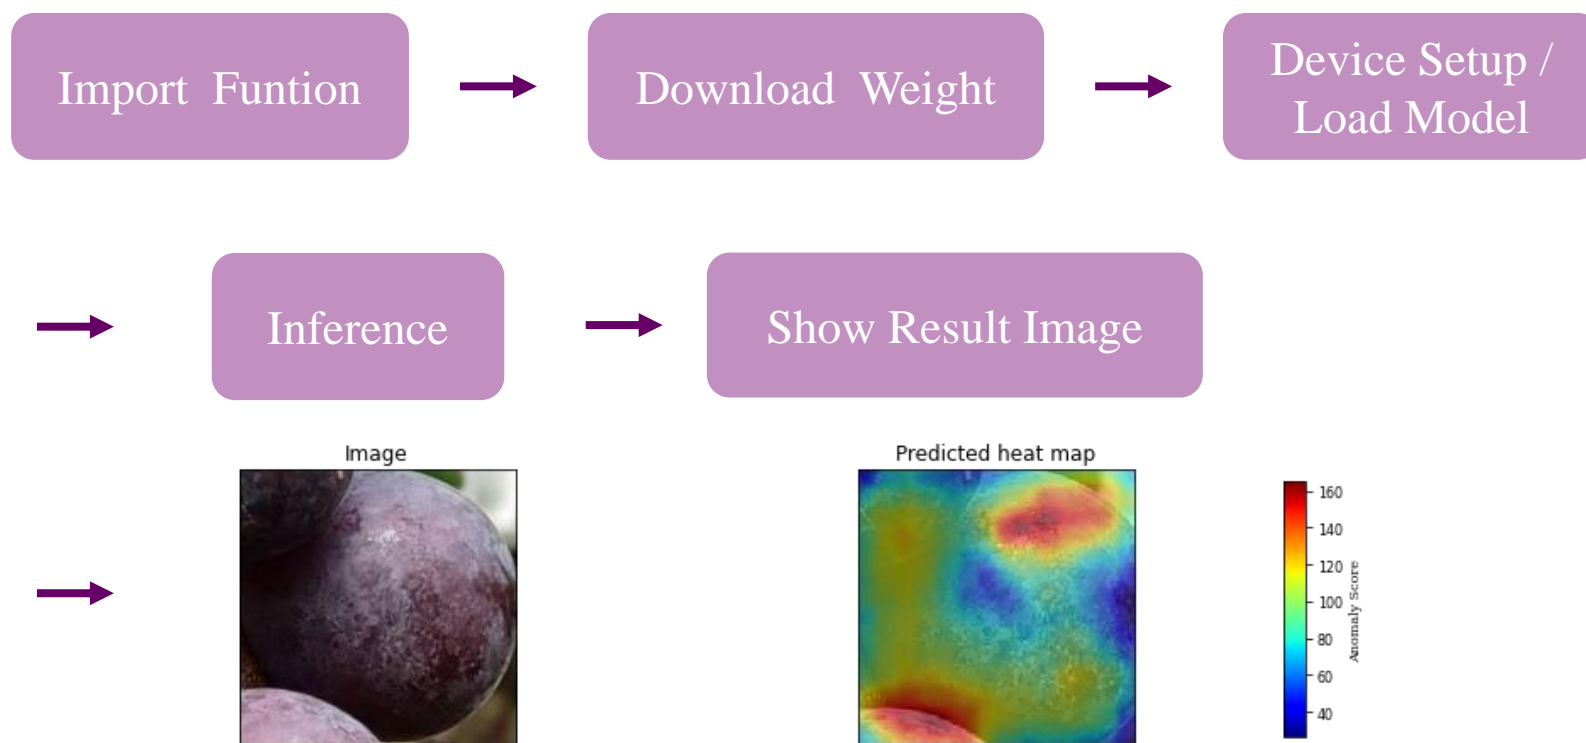 Import Funtion
Download Weight
Device Setup /
Load Model
Inference
Show Result Image
Image
Predicted heat map
160
140
120
100
80
60
40
Anomaly Score